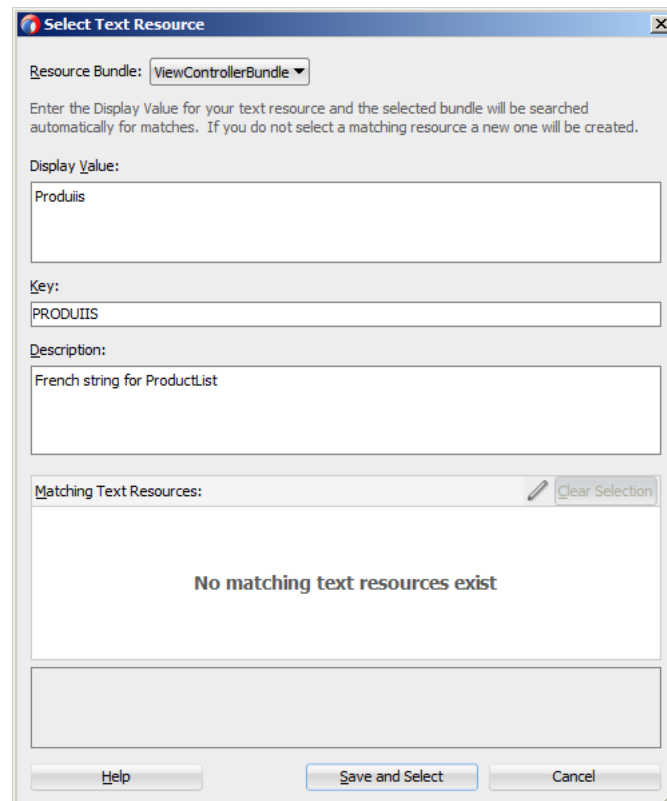 Select Text Resource
Resource Bundle: ViewControllerBundle
Enter the Display Value for your text resource and the selected bundle will be searched
automatically for matches. If you do not select a matching resource a new one will be created.
Display Value:
Produiis
Key:
PRODUIIS
Description:
French string for ProductList
Matching Text Resources: Clear Selection
No matching text resources exist
Help Save and Select Cancel